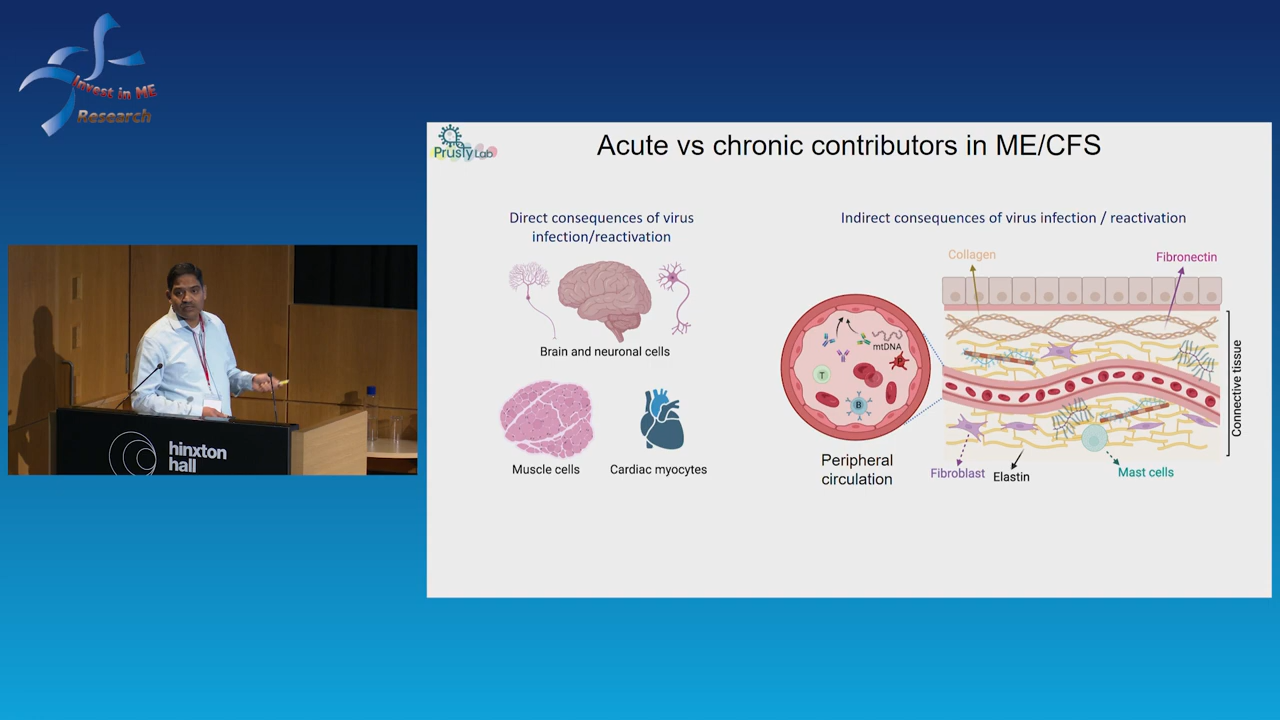 Invest in ME
Research
Prusty Lab
Acute vs chronic contributors in ME/CFS
Direct consequences of virus
infection/reactivation
Brain and neuronal cells
Muscle cells
Cardiac myocytes
Indirect consequences of virus infection / reactivation
Collagen
Fibronectin
mtDNA
T
P
B
Peripheral
circulation
Connective tissue
Fibroblast
Elastin
Mast cells
hinxton
hall